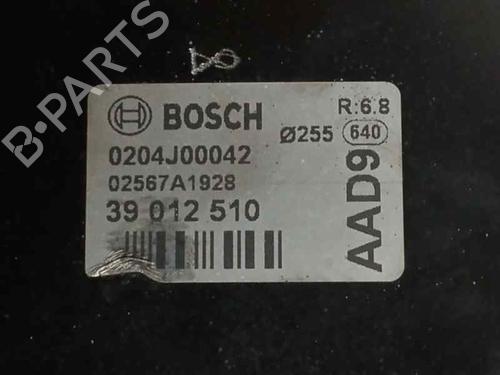 BOSCH
R:6.8
Ø255 640
0204J00042
02567A1928
39 012 510
AAD9
B-PARTS